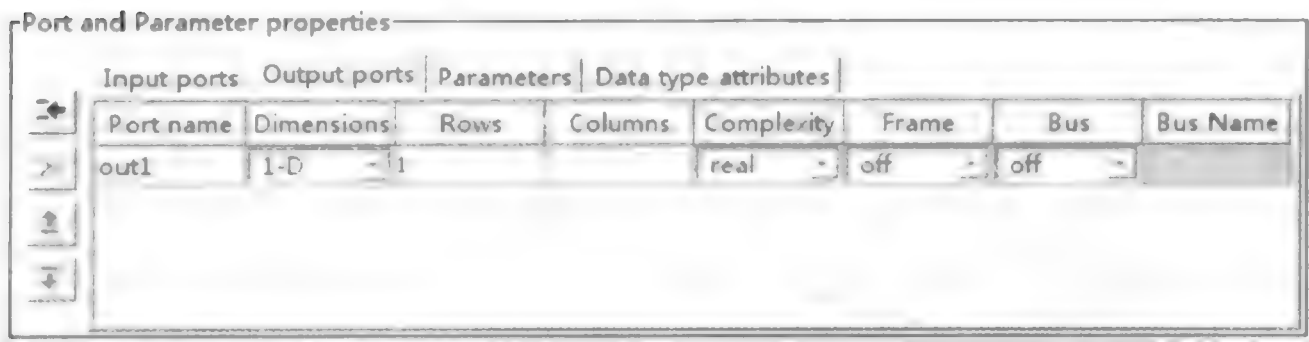 Port and Parameter properties
Input ports Output ports Parameters Data type attributes
Port name Dimensions Rows Columns Complexity Frame Bus Bus Name
out1 1-D 1 real off off